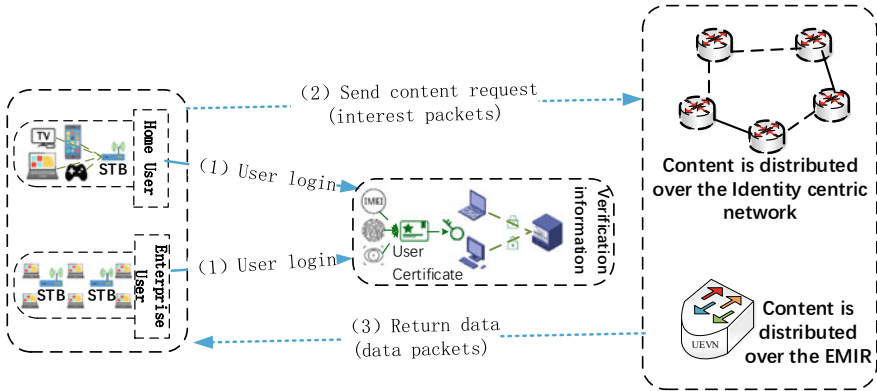 (2) Send content request
(interest packets)
TV
STB
Home User
(1) User login
IMEI
User
Certificate
Verification
information
Content is distributed
over the Identity centric
network
STB
STB
Enterprise
User
(1) User login
(3) Return data
(data packets)
UEVN
Content is
distributed
over the EMIR